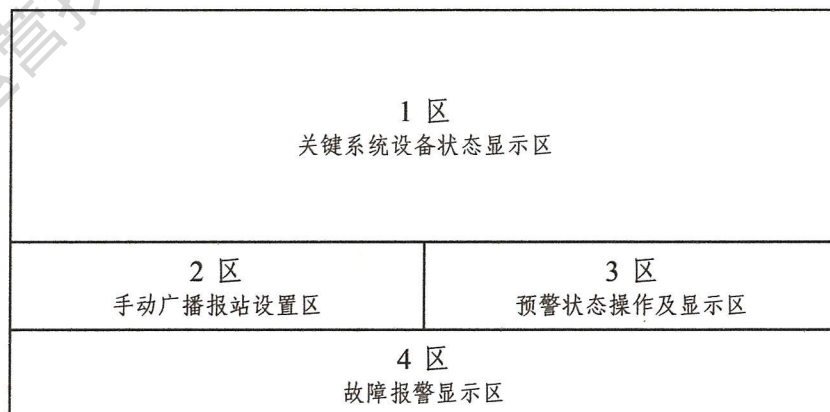 1 区
关键系统设备状态显示区
2 区
手动广播报站设置区
3 区
预警状态操作及显示区
4 区
故障报警显示区